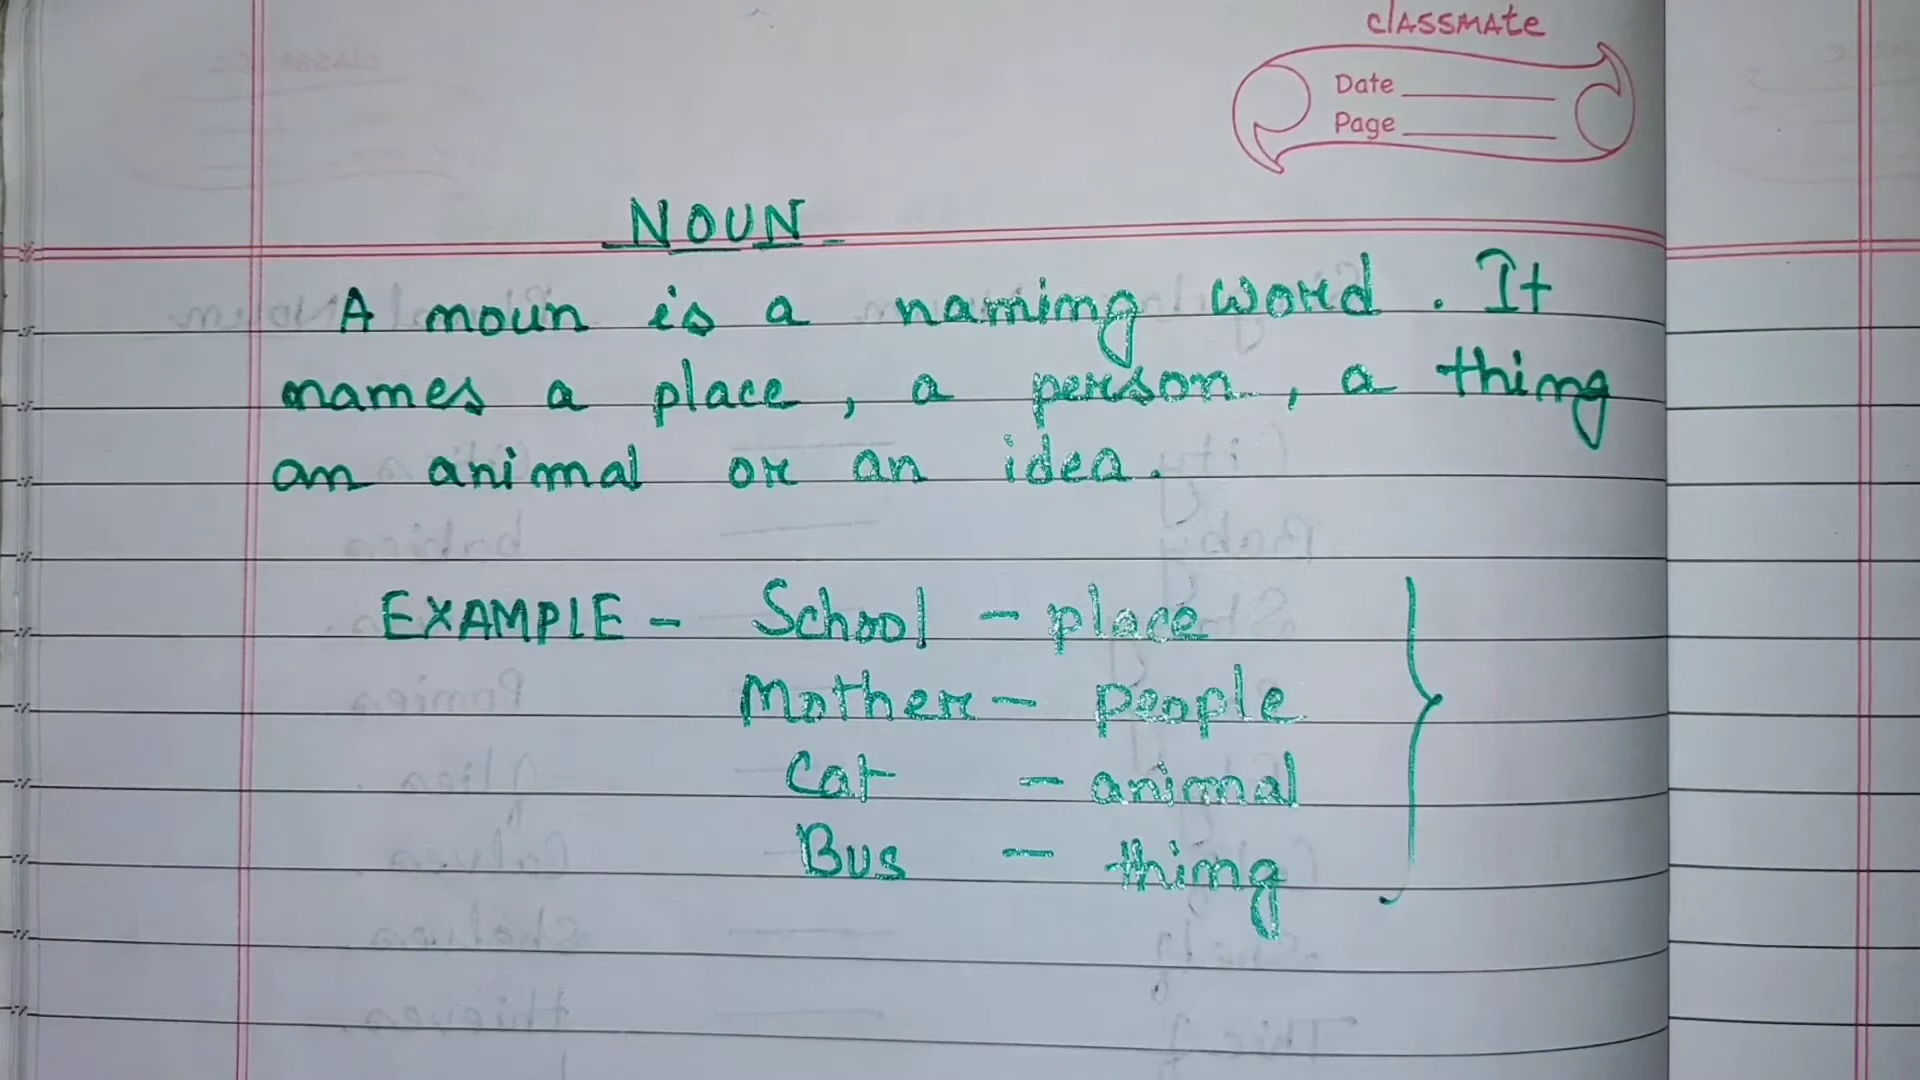 classmate
Date
Page
NOUN
A noun is a naming word. It
names a place, a person, a thing
an animal or an idea.
EXAMPLE - School - place
Mother - people
Cat - animal
Bus - thing